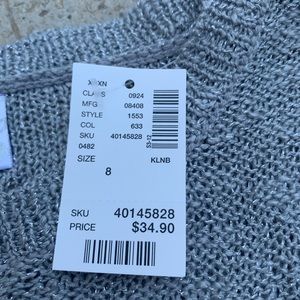 CLASS 0924
MFG 08408
STYLE 1553
COL 633
SKU 40145828
0482
SIZE KLNB
8
SKU 40145828
PRICE $34.90